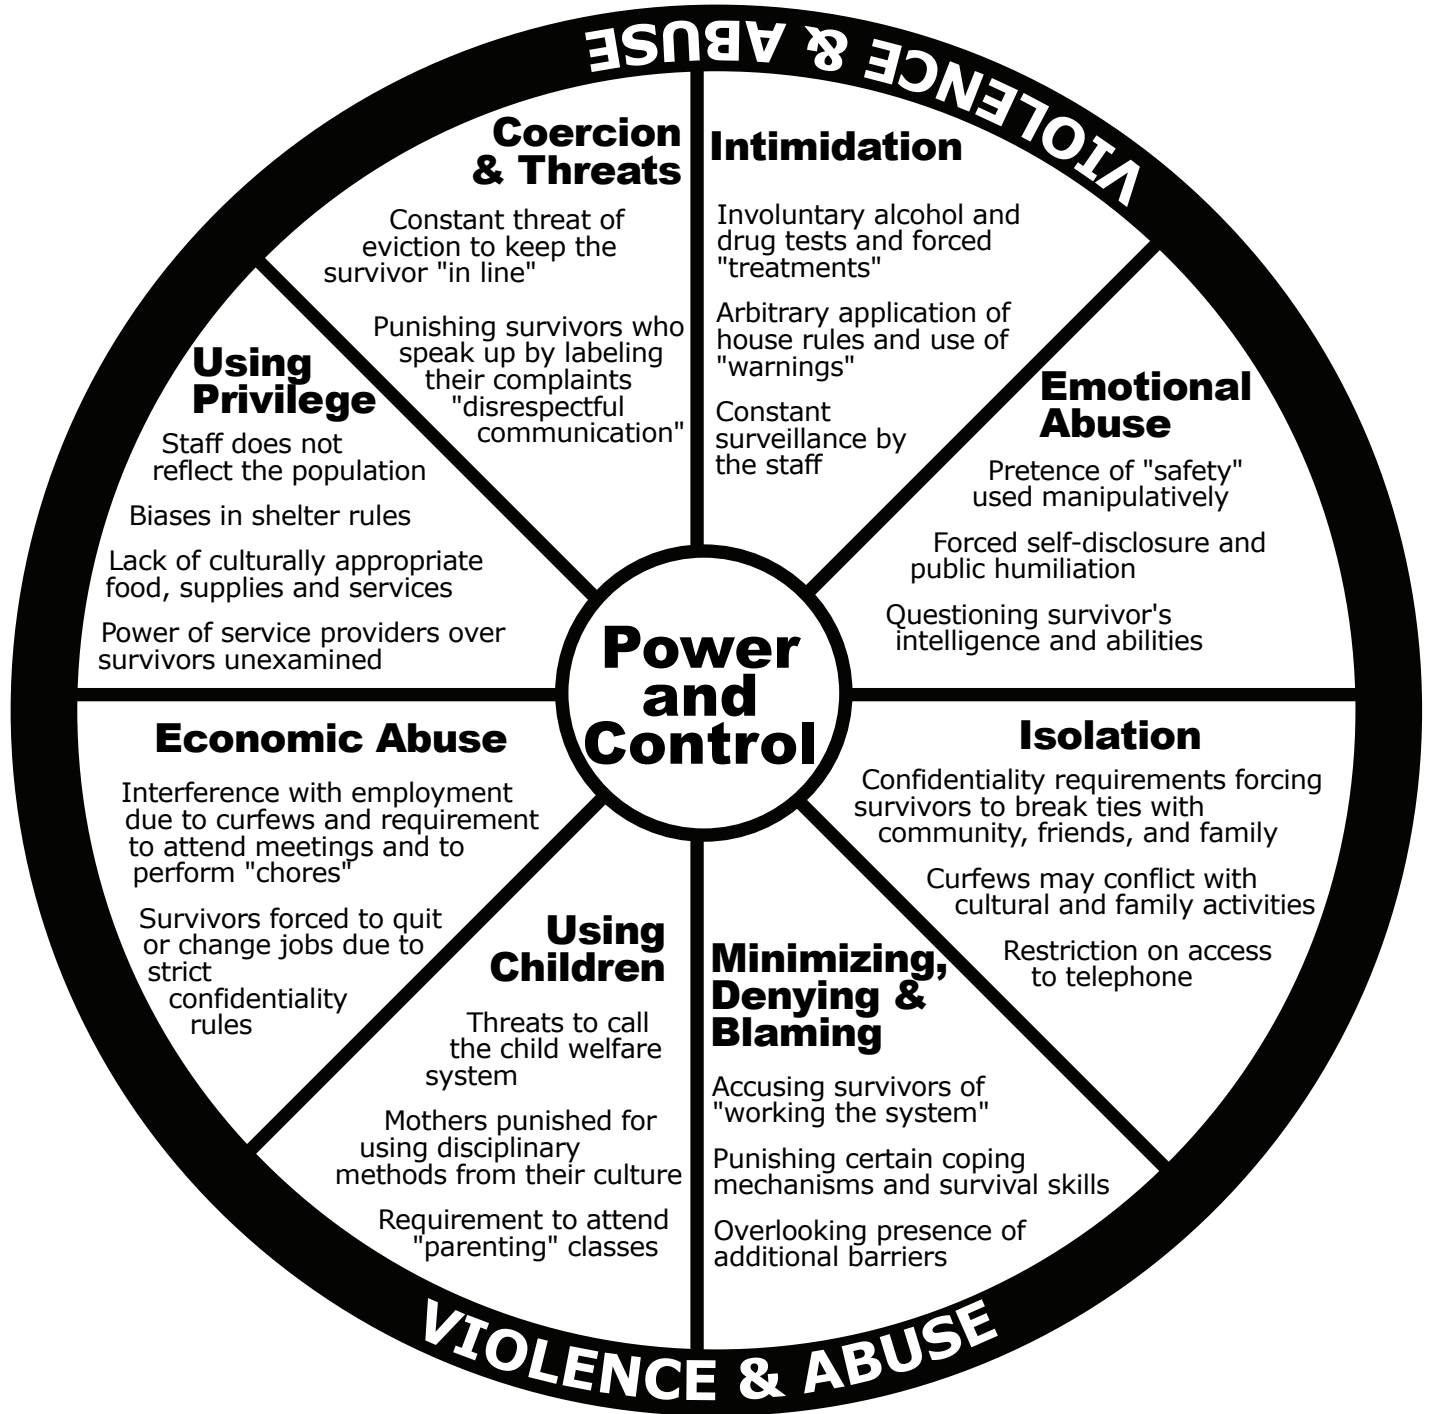 VIOLENCE & ABUSE
Coercion
& Threats
Constant threat of
eviction to keep the
survivor "in line"
Punishing survivors who
speak up by labeling
their complaints
"disrespectful
communication"
Intimidation
Involuntary alcohol and
drug tests and forced
"treatments"
Arbitrary application of
house rules and use of
"warnings"
Constant
surveillance by
the staff
Emotional
Abuse
Pretence of "safety"
used manipulatively
Forced self-disclosure and
public humiliation
Questioning survivor's
intelligence and abilities
Using
Privilege
Staff does not
reflect the population
Biases in shelter rules
Lack of culturally appropriate
food, supplies and services
Power of service providers over
survivors unexamined
Power
and
Control
Economic Abuse
Interference with employment
due to curfews and requirement
to attend meetings and to
perform "chores"
Survivors forced to quit
or change jobs due to
strict
confidentiality
rules
Isolation
Confidentiality requirements forcing
survivors to break ties with
community, friends, and family
Curfews may conflict with
cultural and family activities
Restriction on access
to telephone
Using
Children
Threats to call
the child welfare
system
Mothers punished for
using disciplinary
methods from their culture
Requirement to attend
"parenting" classes
Minimizing,
Denying &
Blaming
Accusing survivors of
"working the system"
Punishing certain coping
mechanisms and survival skills
Overlooking presence of
additional barriers
VIOLENCE & ABUSE